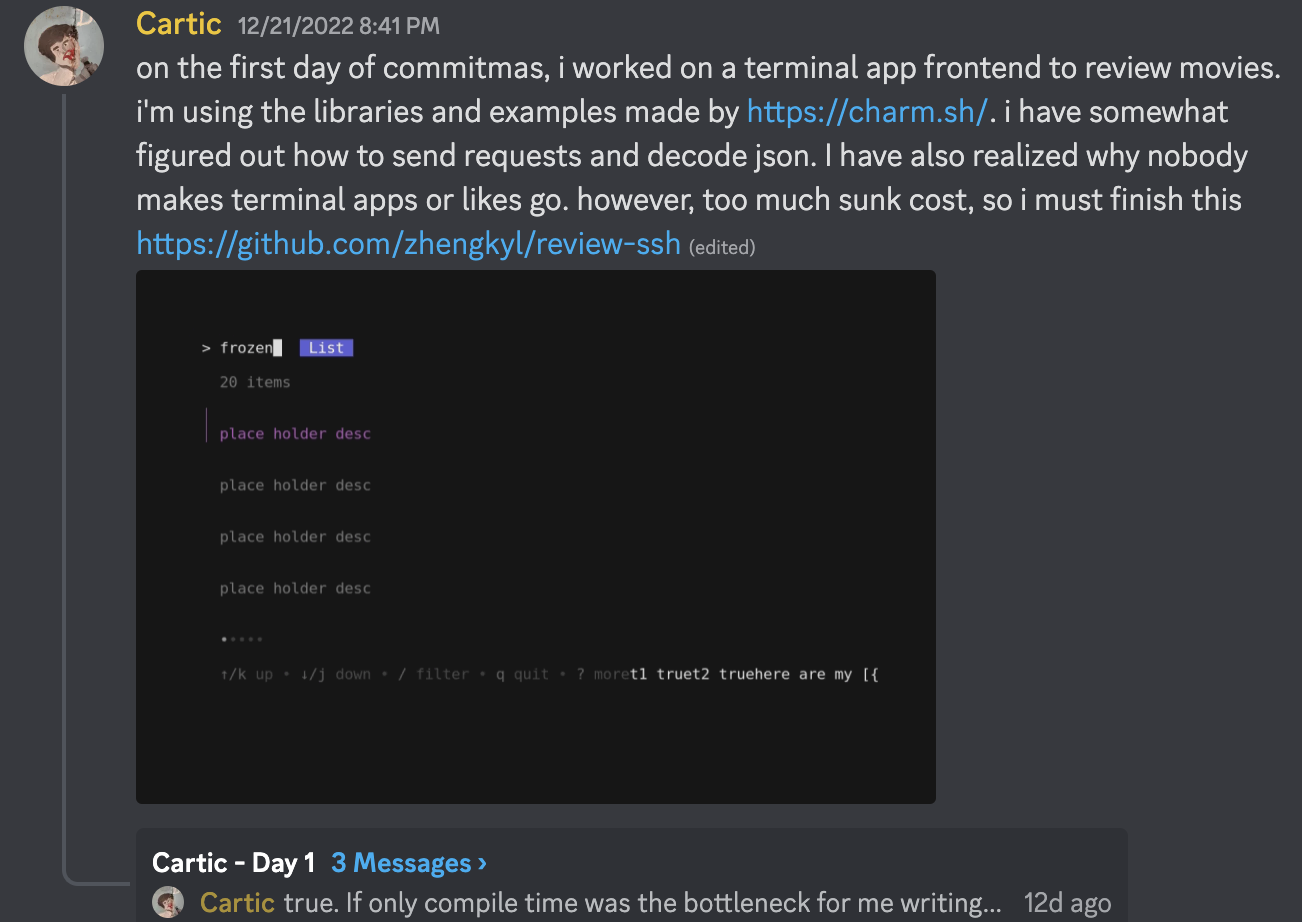 Cartic 12/21/2022 8:41 PM
on the first day of commitmas, i worked on a terminal app frontend to review movies.
i'm using the libraries and examples made by https://charm.sh/. i have somewhat
figured out how to send requests and decode json. I have also realized why nobody
makes terminal apps or likes go. however, too much sunk cost, so i must finish this
https://github.com/zhengkyl/review-ssh (edited)
> frozen List
20 items
place holder desc
place holder desc
place holder desc
place holder desc
•••••
↑/k up • ↓/j down • / filter • q quit • ? moret1 truet2 truehere are my [{
Cartic - Day 1 3 Messages ›
Cartic true. If only compile time was the bottleneck for me writing... 12d ago